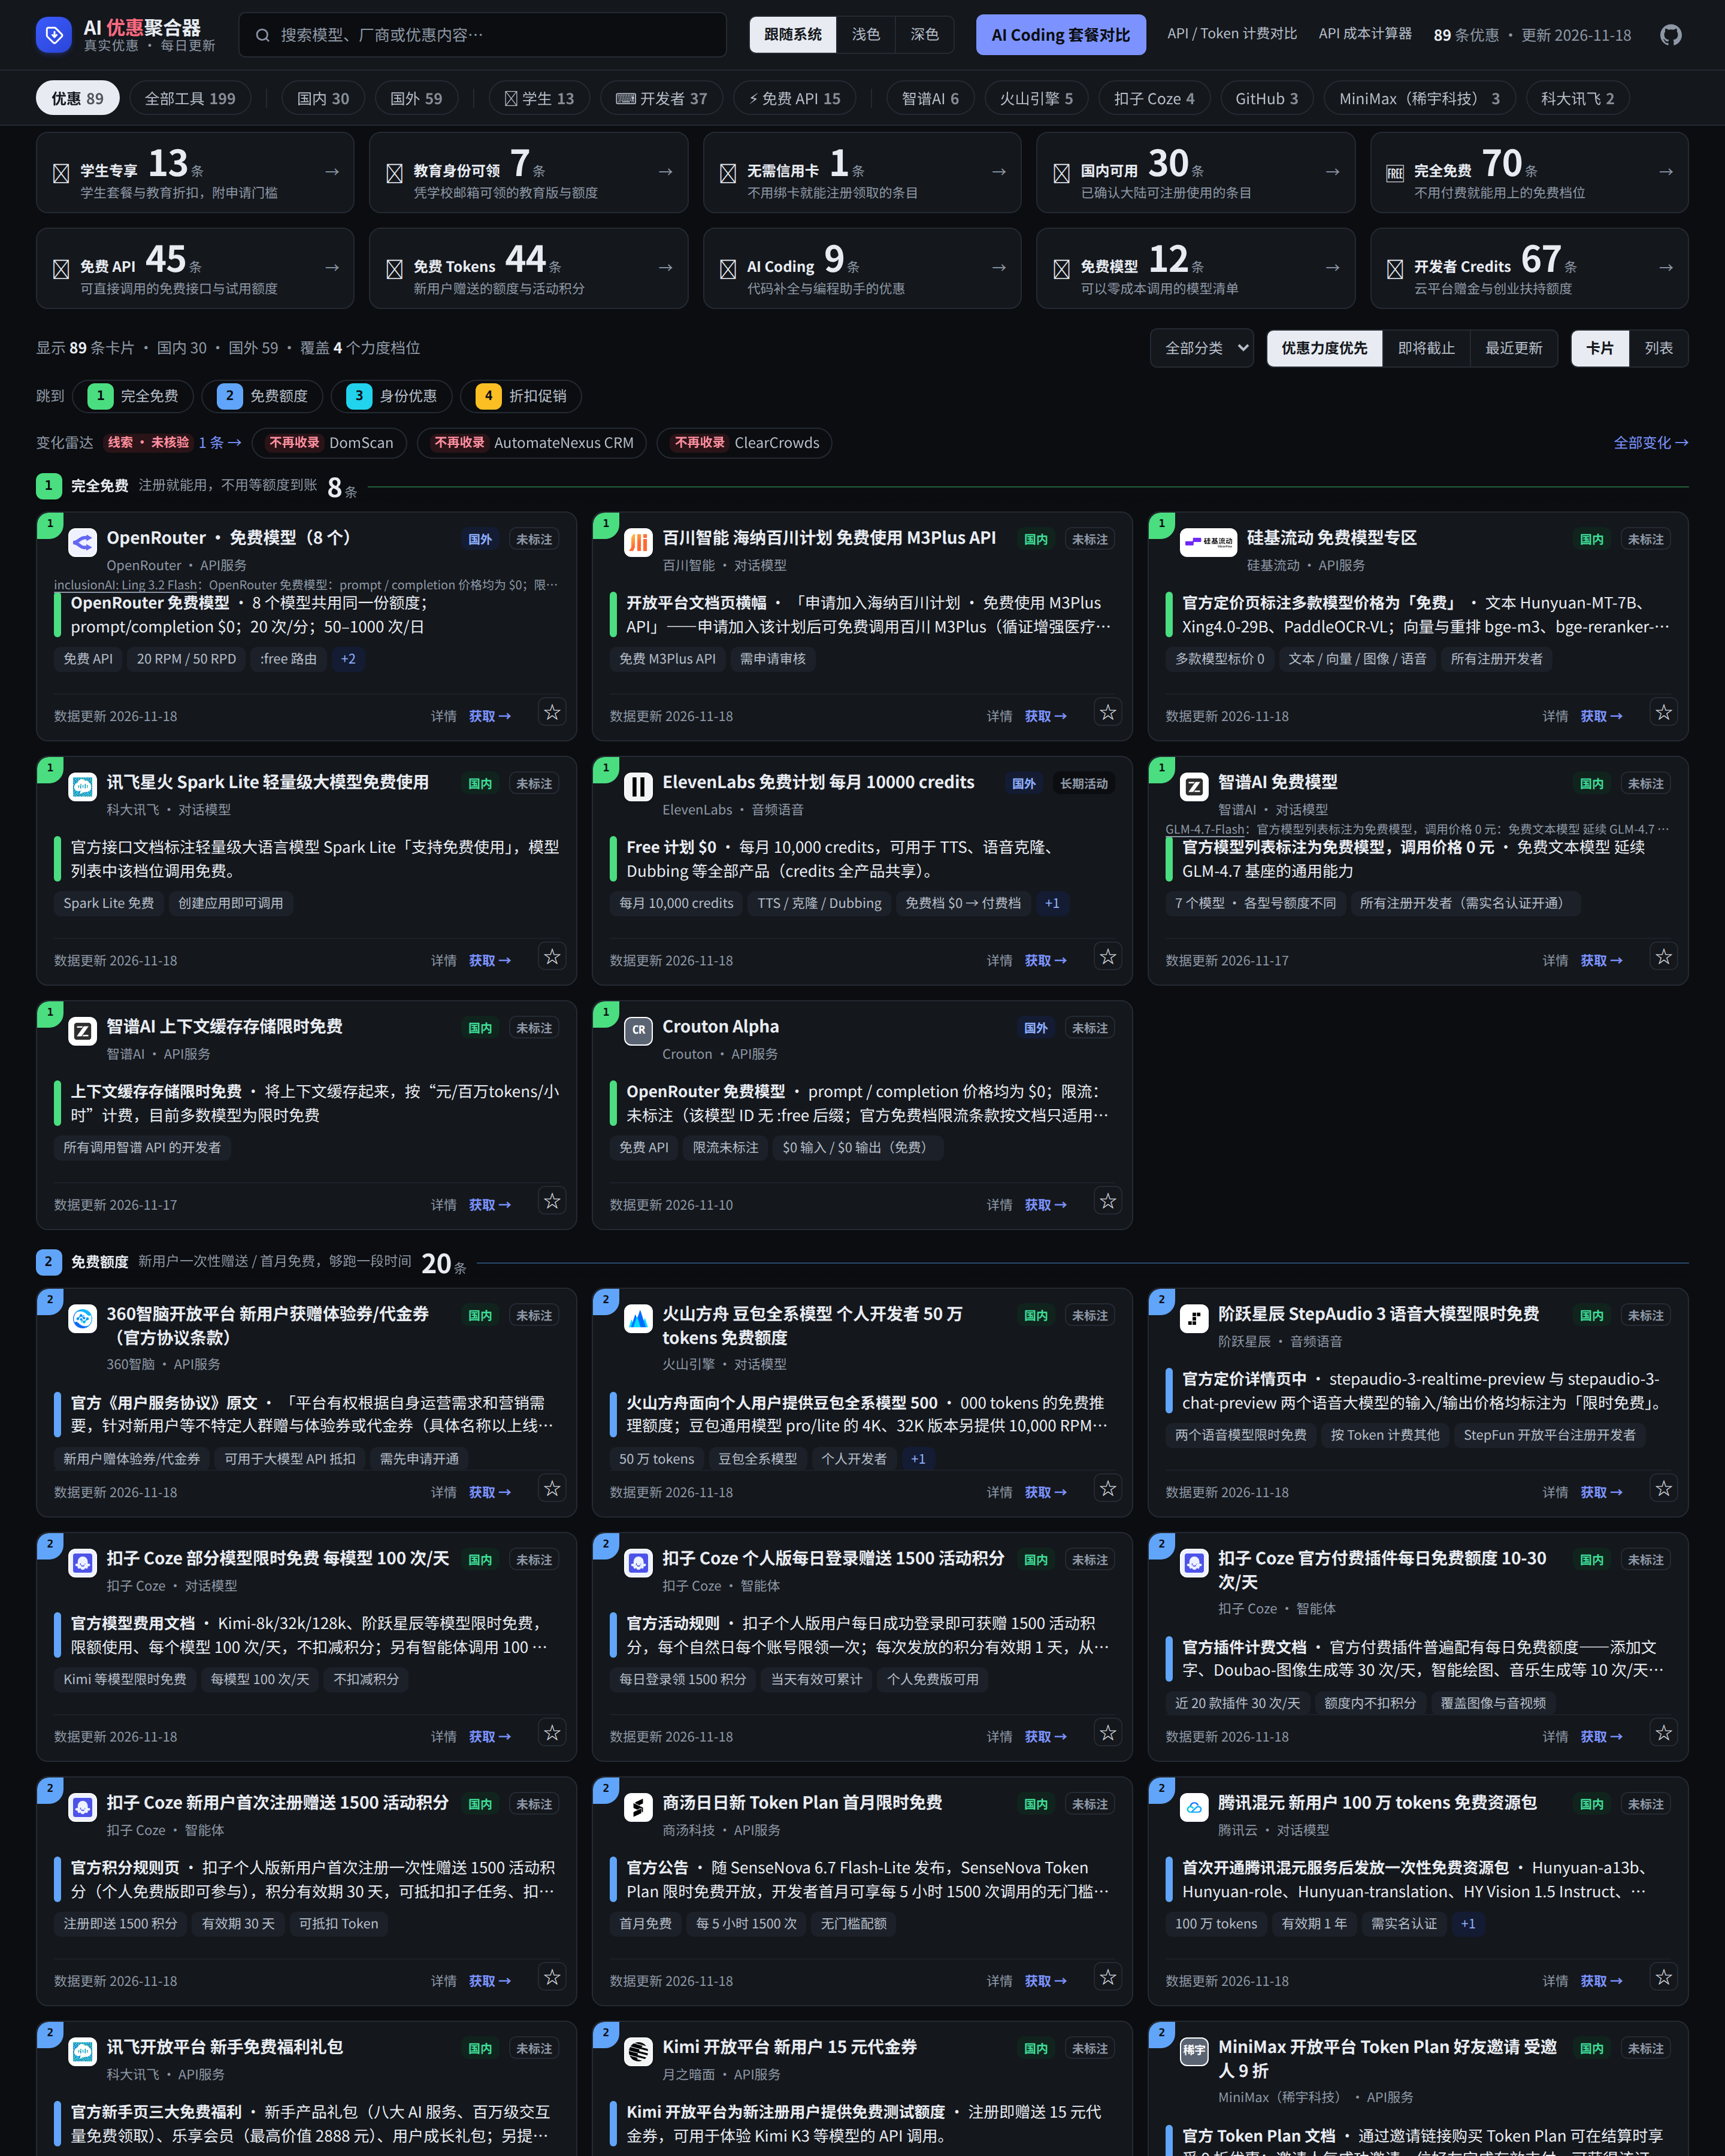 AI 优惠聚合器
真实优惠 · 每日更新
搜索模型、厂商或优惠内容…
跟随系统 浅色 深色
AI Coding 套餐对比
API / Token 计费对比 API 成本计算器 89 条优惠 · 更新 2026-11-18
优惠 89 全部工具 199 国内 30 国外 59 学生 13 开发者 37 ⚡免费 API 15 智谱AI 6 火山引擎 5 扣子 Coze 4 GitHub 3 MiniMax（稀宇科技） 3 科大讯飞 2
学生专享 13 条 →
学生套餐与教育折扣，附申请门槛
教育身份可领 7 条 →
凭学校邮箱可领的教育版与额度
无需信用卡 1 条 →
不用绑卡就能注册领取的条目
国内可用 30 条 →
已确认大陆可注册使用的条目
FREE 完全免费 70 条 →
不用付费就能用上的免费档位
免费 API 45 条 →
可直接调用的免费接口与试用额度
免费 Tokens 44 条 →
新用户赠送的额度与活动积分
AI Coding 9 条 →
代码补全与编程助手的优惠
免费模型 12 条 →
可以零成本调用的模型清单
开发者 Credits 67 条 →
云平台赠金与创业扶持额度
显示 89 条卡片 · 国内 30 · 国外 59 · 覆盖 4 个力度档位
全部分类 优惠力度优先 即将截止 最近更新 卡片 列表
跳到 1 完全免费 2 免费额度 3 身份优惠 4 折扣促销
变化雷达 线索 · 未核验 1 条 → 不再收录 DomScan 不再收录 AutomateNexus CRM 不再收录 ClearCrowds 全部变化 →
1 完全免费 注册就能用，不用等额度到账 8 条
1
OpenRouter · 免费模型（8 个） 国外 未标注
OpenRouter · API服务
inclusionAI: Ling 3.2 Flash：OpenRouter 免费模型：prompt / completion 价格均为 $0；限…
OpenRouter 免费模型 · 8 个模型共用同一份额度；
prompt/completion $0；20 次/分；50–1000 次/日
免费 API 20 RPM / 50 RPD :free 路由 +2
数据更新 2026-11-18 详情 获取 → ☆
1
百川智能 海纳百川计划 免费使用 M3Plus API 国内 未标注
百川智能 · 对话模型
开放平台文档页横幅 · 「申请加入海纳百川计划 · 免费使用 M3Plus
API」——申请加入该计划后可免费调用百川 M3Plus（循证增强医疗…
免费 M3Plus API 需申请审核
数据更新 2026-11-18 详情 获取 → ☆
1
硅基流动
硅基流动 免费模型专区 国内 未标注
硅基流动 · API服务
官方定价页标注多款模型价格为「免费」 · 文本 Hunyuan-MT-7B、
Xing4.0-29B、PaddleOCR-VL；向量与重排 bge-m3、bge-reranker-…
多款模型标价 0 文本 / 向量 / 图像 / 语音 所有注册开发者
数据更新 2026-11-18 详情 获取 → ☆
1
讯飞星火 Spark Lite 轻量级大模型免费使用 国内 未标注
科大讯飞 · 对话模型
官方接口文档标注轻量级大语言模型 Spark Lite「支持免费使用」，模型
列表中该档位调用免费。
Spark Lite 免费 创建应用即可调用
数据更新 2026-11-18 详情 获取 → ☆
1
ElevenLabs 免费计划 每月 10000 credits 国外 长期活动
ElevenLabs · 音频语音
Free 计划 $0 · 每月 10,000 credits，可用于 TTS、语音克隆、
Dubbing 等全部产品（credits 全产品共享）。
每月 10,000 credits TTS / 克隆 / Dubbing 免费档 $0 → 付费档 +1
数据更新 2026-11-18 详情 获取 → ☆
1
智谱AI 免费模型 国内 未标注
智谱AI · 对话模型
GLM-4.7-Flash：官方模型列表标注为免费模型，调用价格 0 元：免费文本模型 延续 GLM-4.7 …
官方模型列表标注为免费模型，调用价格 0 元 · 免费文本模型 延续
GLM-4.7 基座的通用能力
7 个模型 · 各型号额度不同 所有注册开发者（需实名认证开通）
数据更新 2026-11-17 详情 获取 → ☆
1
智谱AI 上下文缓存存储限时免费 国内 未标注
智谱AI · API服务
上下文缓存存储限时免费 · 将上下文缓存起来，按“元/百万tokens/小
时”计费，目前多数模型为限时免费
所有调用智谱 API 的开发者
数据更新 2026-11-17 详情 获取 → ☆
1
CR Crouton Alpha 国外 未标注
Crouton · API服务
OpenRouter 免费模型 · prompt / completion 价格均为 $0；限流：
未标注（该模型 ID 无 :free 后缀；官方免费档限流条款按文档只适用…
免费 API 限流未标注 $0 输入 / $0 输出（免费）
数据更新 2026-11-10 详情 获取 → ☆
2 免费额度 新用户一次性赠送 / 首月免费，够跑一段时间 20 条
2
360智脑开放平台 新用户获赠体验券/代金券
（官方协议条款） 国内 未标注
360智脑 · API服务
官方《用户服务协议》原文 · 「平台有权根据自身运营需求和营销需
要，针对新用户等不特定人群赠与体验券或代金券（具体名称以上线…
新用户赠体验券/代金券 可用于大模型 API 抵扣 需先申请开通
数据更新 2026-11-18 详情 获取 → ☆
2
火山方舟 豆包全系模型 个人开发者 50 万
tokens 免费额度 国内 未标注
火山引擎 · 对话模型
火山方舟面向个人用户提供豆包全系模型 500 · 000 tokens 的免费推
理额度；豆包通用模型 pro/lite 的 4K、32K 版本另提供 10,000 RPM…
50 万 tokens 豆包全系模型 个人开发者 +1
数据更新 2026-11-18 详情 获取 → ☆
2
阶跃星辰 StepAudio 3 语音大模型限时免费 国内 未标注
阶跃星辰 · 音频语音
官方定价详情页中 · stepaudio-3-realtime-preview 与 stepaudio-3-
chat-preview 两个语音大模型的输入/输出价格均标注为「限时免费」。
两个语音模型限时免费 按 Token 计费其他 StepFun 开放平台注册开发者
数据更新 2026-11-18 详情 获取 → ☆
2
扣子 Coze 部分模型限时免费 每模型 100 次/天 国内 未标注
扣子 Coze · 对话模型
官方模型费用文档 · Kimi-8k/32k/128k、阶跃星辰等模型限时免费，
限额使用、每个模型 100 次/天，不扣减积分；另有智能体调用 100 …
Kimi 等模型限时免费 每模型 100 次/天 不扣减积分
数据更新 2026-11-18 详情 获取 → ☆
2
扣子 Coze 个人版每日登录赠送 1500 活动积分 国内 未标注
扣子 Coze · 智能体
官方活动规则 · 扣子个人版用户每日成功登录即可获赠 1500 活动积
分，每个自然日每个账号限领一次；每次发放的积分有效期 1 天，从…
每日登录领 1500 积分 当天有效可累计 个人免费版可用
数据更新 2026-11-18 详情 获取 → ☆
2
扣子 Coze 官方付费插件每日免费额度 10-30
次/天 国内 未标注
扣子 Coze · 智能体
官方插件计费文档 · 官方付费插件普遍配有每日免费额度——添加文
字、Doubao-图像生成等 30 次/天，智能绘图、音乐生成等 10 次/天…
近 20 款插件 30 次/天 额度内不扣积分 覆盖图像与音视频
数据更新 2026-11-18 详情 获取 → ☆
2
扣子 Coze 新用户首次注册赠送 1500 活动积分 国内 未标注
扣子 Coze · 智能体
官方积分规则页 · 扣子个人版新用户首次注册一次性赠送 1500 活动积
分（个人免费版即可参与），积分有效期 30 天，可抵扣扣子任务、扣…
注册即送 1500 积分 有效期 30 天 可抵扣 Token
数据更新 2026-11-18 详情 获取 → ☆
2
商汤日日新 Token Plan 首月限时免费 国内 未标注
商汤科技 · API服务
官方公告 · 随 SenseNova 6.7 Flash-Lite 发布，SenseNova Token
Plan 限时免费开放，开发者首月可享每 5 小时 1500 次调用的无门槛…
首月免费 每 5 小时 1500 次 无门槛配额
数据更新 2026-11-18 详情 获取 → ☆
2
腾讯混元 新用户 100 万 tokens 免费资源包 国内 未标注
腾讯云 · 对话模型
首次开通腾讯混元服务后发放一次性免费资源包 · Hunyuan-a13b、
Hunyuan-role、Hunyuan-translation、HY Vision 1.5 Instruct、…
100 万 tokens 有效期 1 年 需实名认证 +1
数据更新 2026-11-18 详情 获取 → ☆
2
讯飞开放平台 新手免费福利礼包 国内 未标注
科大讯飞 · API服务
官方新手页三大免费福利 · 新手产品礼包（八大 AI 服务、百万级交互
量免费领取）、乐享会员（最高价值 2888 元）、用户成长礼包；另提…
2
Kimi 开放平台 新用户 15 元代金券 国内 未标注
月之暗面 · API服务
Kimi 开放平台为新注册用户提供免费测试额度 · 注册即赠送 15 元代
金券，可用于体验 Kimi K3 等模型的 API 调用。
2
稀宇 MiniMax 开放平台 Token Plan 好友邀请 受邀
人 9 折 国内 未标注
MiniMax（稀宇科技） · API服务
官方 Token Plan 文档 · 通过邀请链接购买 Token Plan 可在结算时享